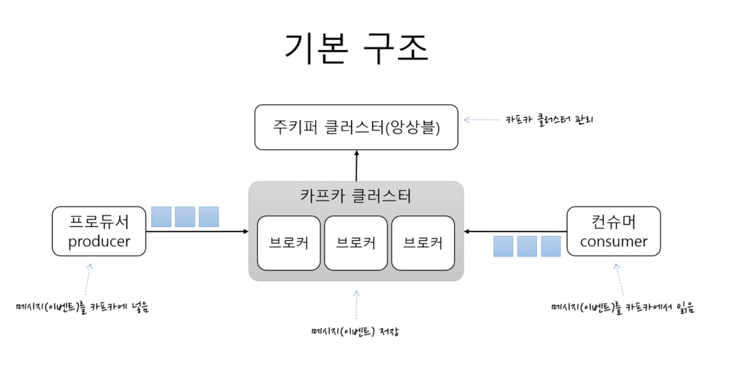 기본 구조
주키퍼 클러스터(앙상블)
카프카 클러스터 관리
카프카 클러스터
프로듀서
producer
브로커
브로커
브로커
컨슈머
consumer
메시지(이벤트)를 카프카에 넣음
메시지(이벤트) 저장
메시지(이벤트)를 카프카에서 읽음